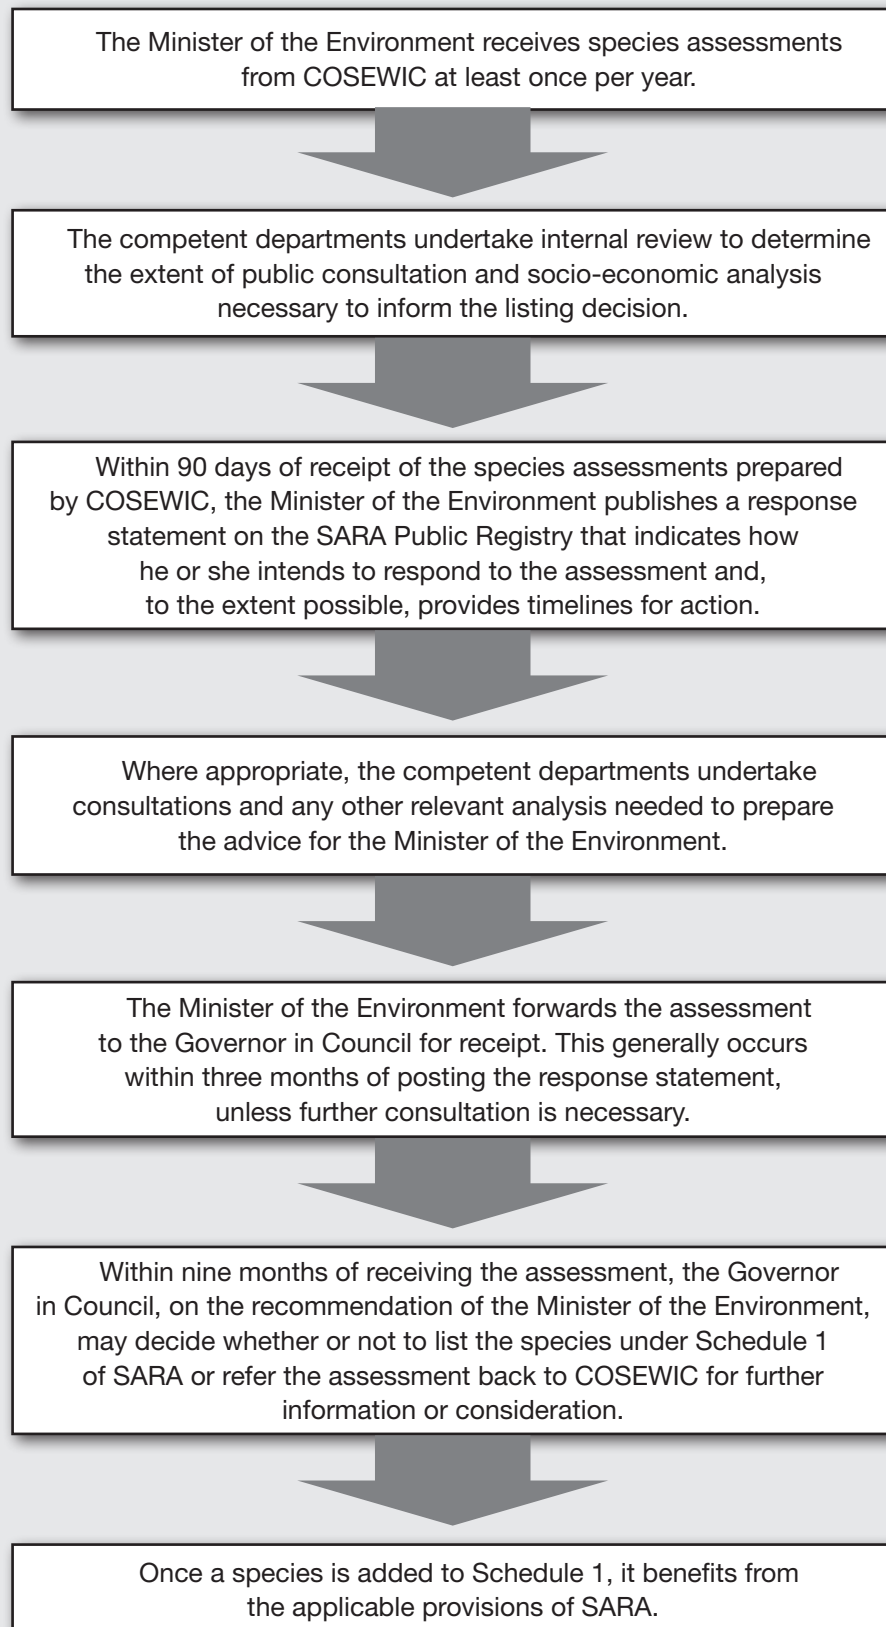 The Minister of the Environment receives species assessments
from COSEWIC at least once per year.
The competent departments undertake internal review to determine
the extent of public consultation and socio-economic analysis
necessary to inform the listing decision.
Within 90 days of receipt of the species assessments prepared
by COSEWIC, the Minister of the Environment publishes a response
statement on the SARA Public Registry that indicates how
he or she intends to respond to the assessment and,
to the extent possible, provides timelines for action.
Where appropriate, the competent departments undertake
consultations and any other relevant analysis needed to prepare
the advice for the Minister of the Environment.
The Minister of the Environment forwards the assessment
to the Governor in Council for receipt. This generally occurs
within three months of posting the response statement,
unless further consultation is necessary.
Within nine months of receiving the assessment, the Governor
in Council, on the recommendation of the Minister of the Environment,
may decide whether or not to list the species under Schedule 1
of SARA or refer the assessment back to COSEWIC for further
information or consideration.
Once a species is added to Schedule 1, it benefits from
the applicable provisions of SARA.